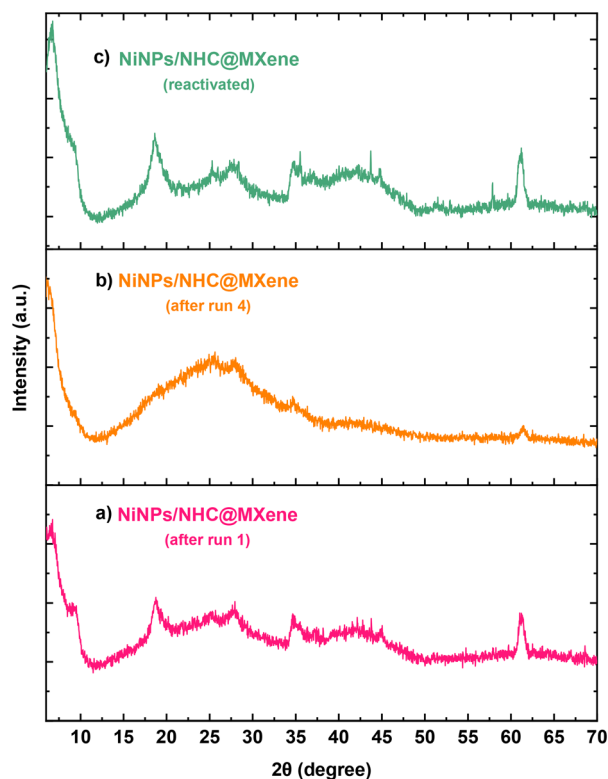 c) NiNPs/NHC@MXene
(reactivated)
b) NiNPs/NHC@MXene
(after run 4)
Intensity (a.u.)
a) NiNPs/NHC@MXene
(after run 1)
10 15 20 25 30 35 40 45 50 55 60 65 70
2θ (degree)